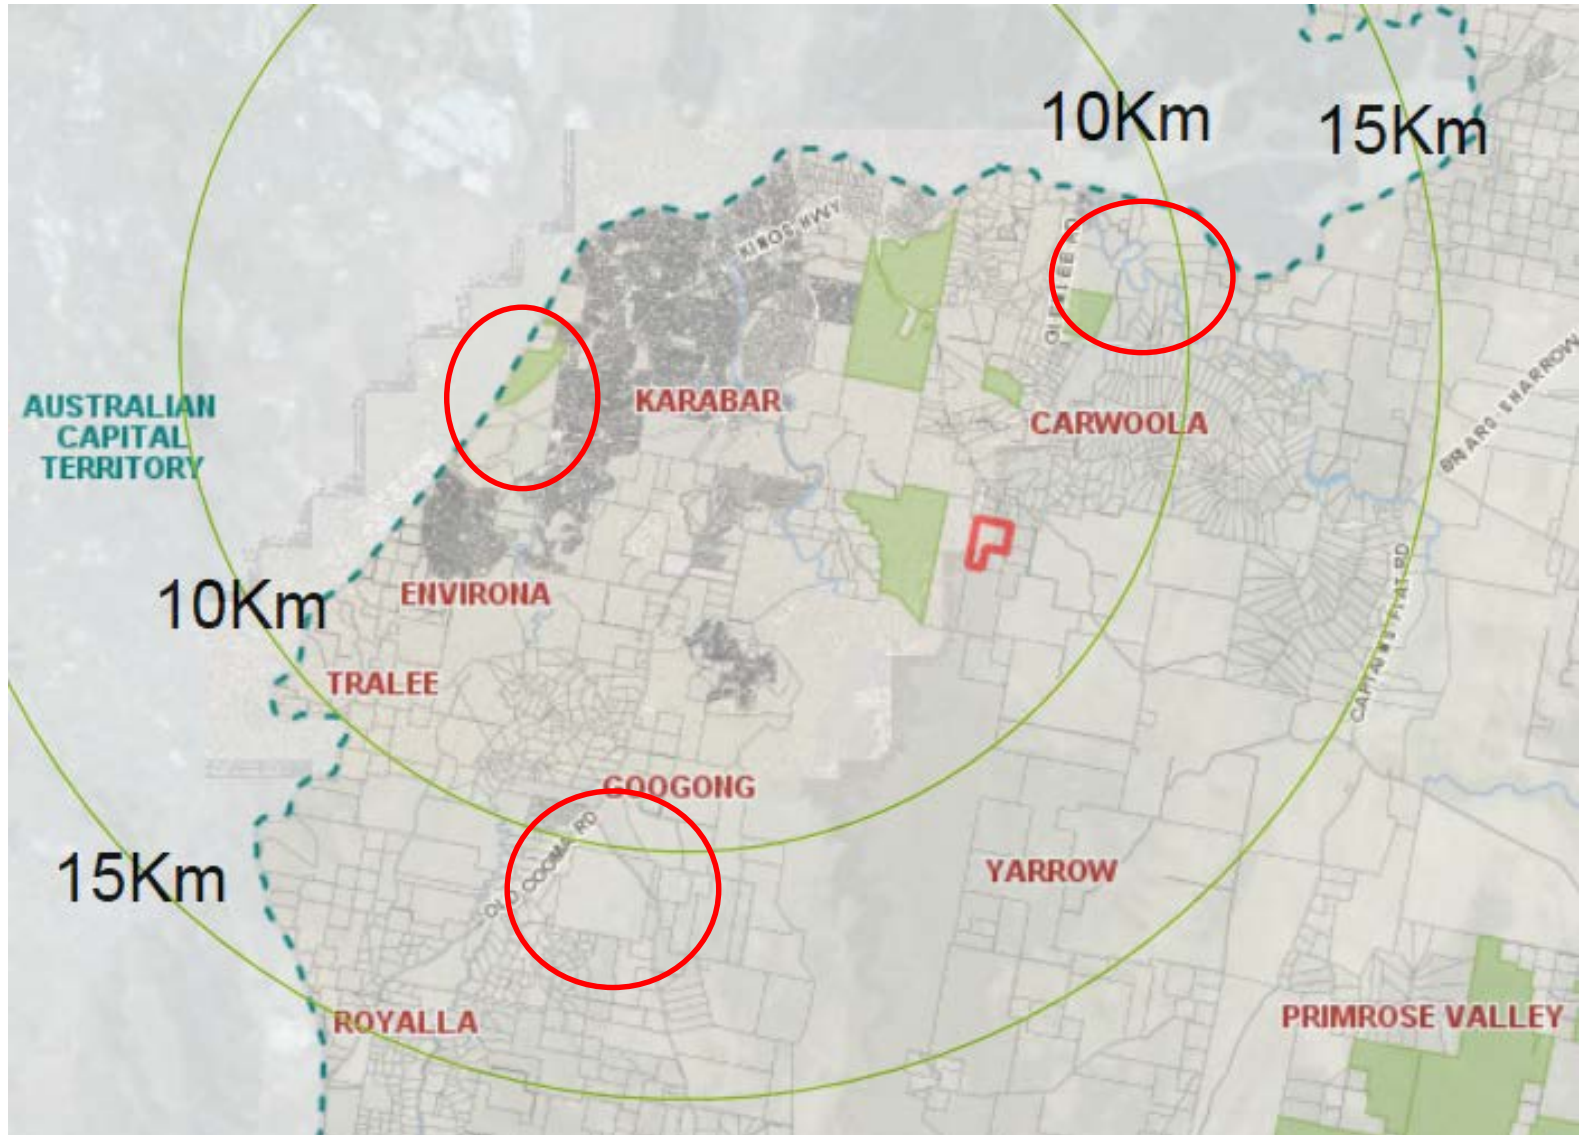 10Km
15Km
KINGS HWY
KARABAR
CARWOOLA
AUSTRALIAN
CAPITAL
TERRITORY
10Km
ENVIRONA
TRALEE
CAPTAINS FLAT RD
GOOGONG
OLD COOMA RD
YARROW
15Km
ROYALLA
PRIMROSE VALLEY